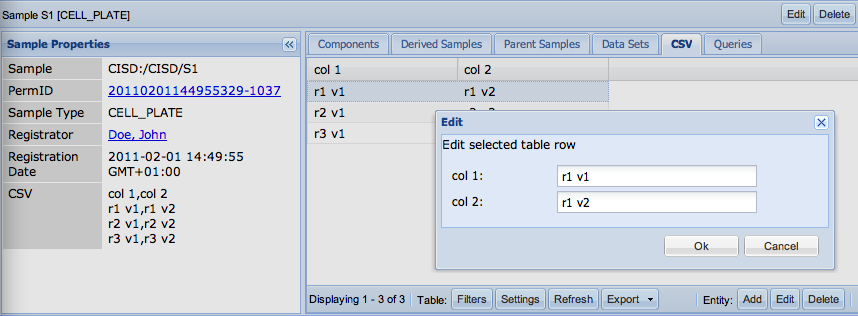 Sample S1 [CELL_PLATE] Edit Delete
Sample Properties
Sample CISD:/CISD/S1
PermID 20110201144955329-1037
Sample Type CELL_PLATE
Registrator Doe, John
Registration Date 2011-02-01 14:49:55 GMT+01:00
CSV col 1,col 2
r1 v1,r1 v2
r2 v1,r2 v2
r3 v1,r3 v2
Components Derived Samples Parent Samples Data Sets CSV Queries
col 1 col 2
r1 v1 r1 v2
r2 v1
r3 v1
Edit
Edit selected table row
col 1: r1 v1
col 2: r1 v2
Ok Cancel
Displaying 1 - 3 of 3 Table: Filters Settings Refresh Export Entity: Add Edit Delete